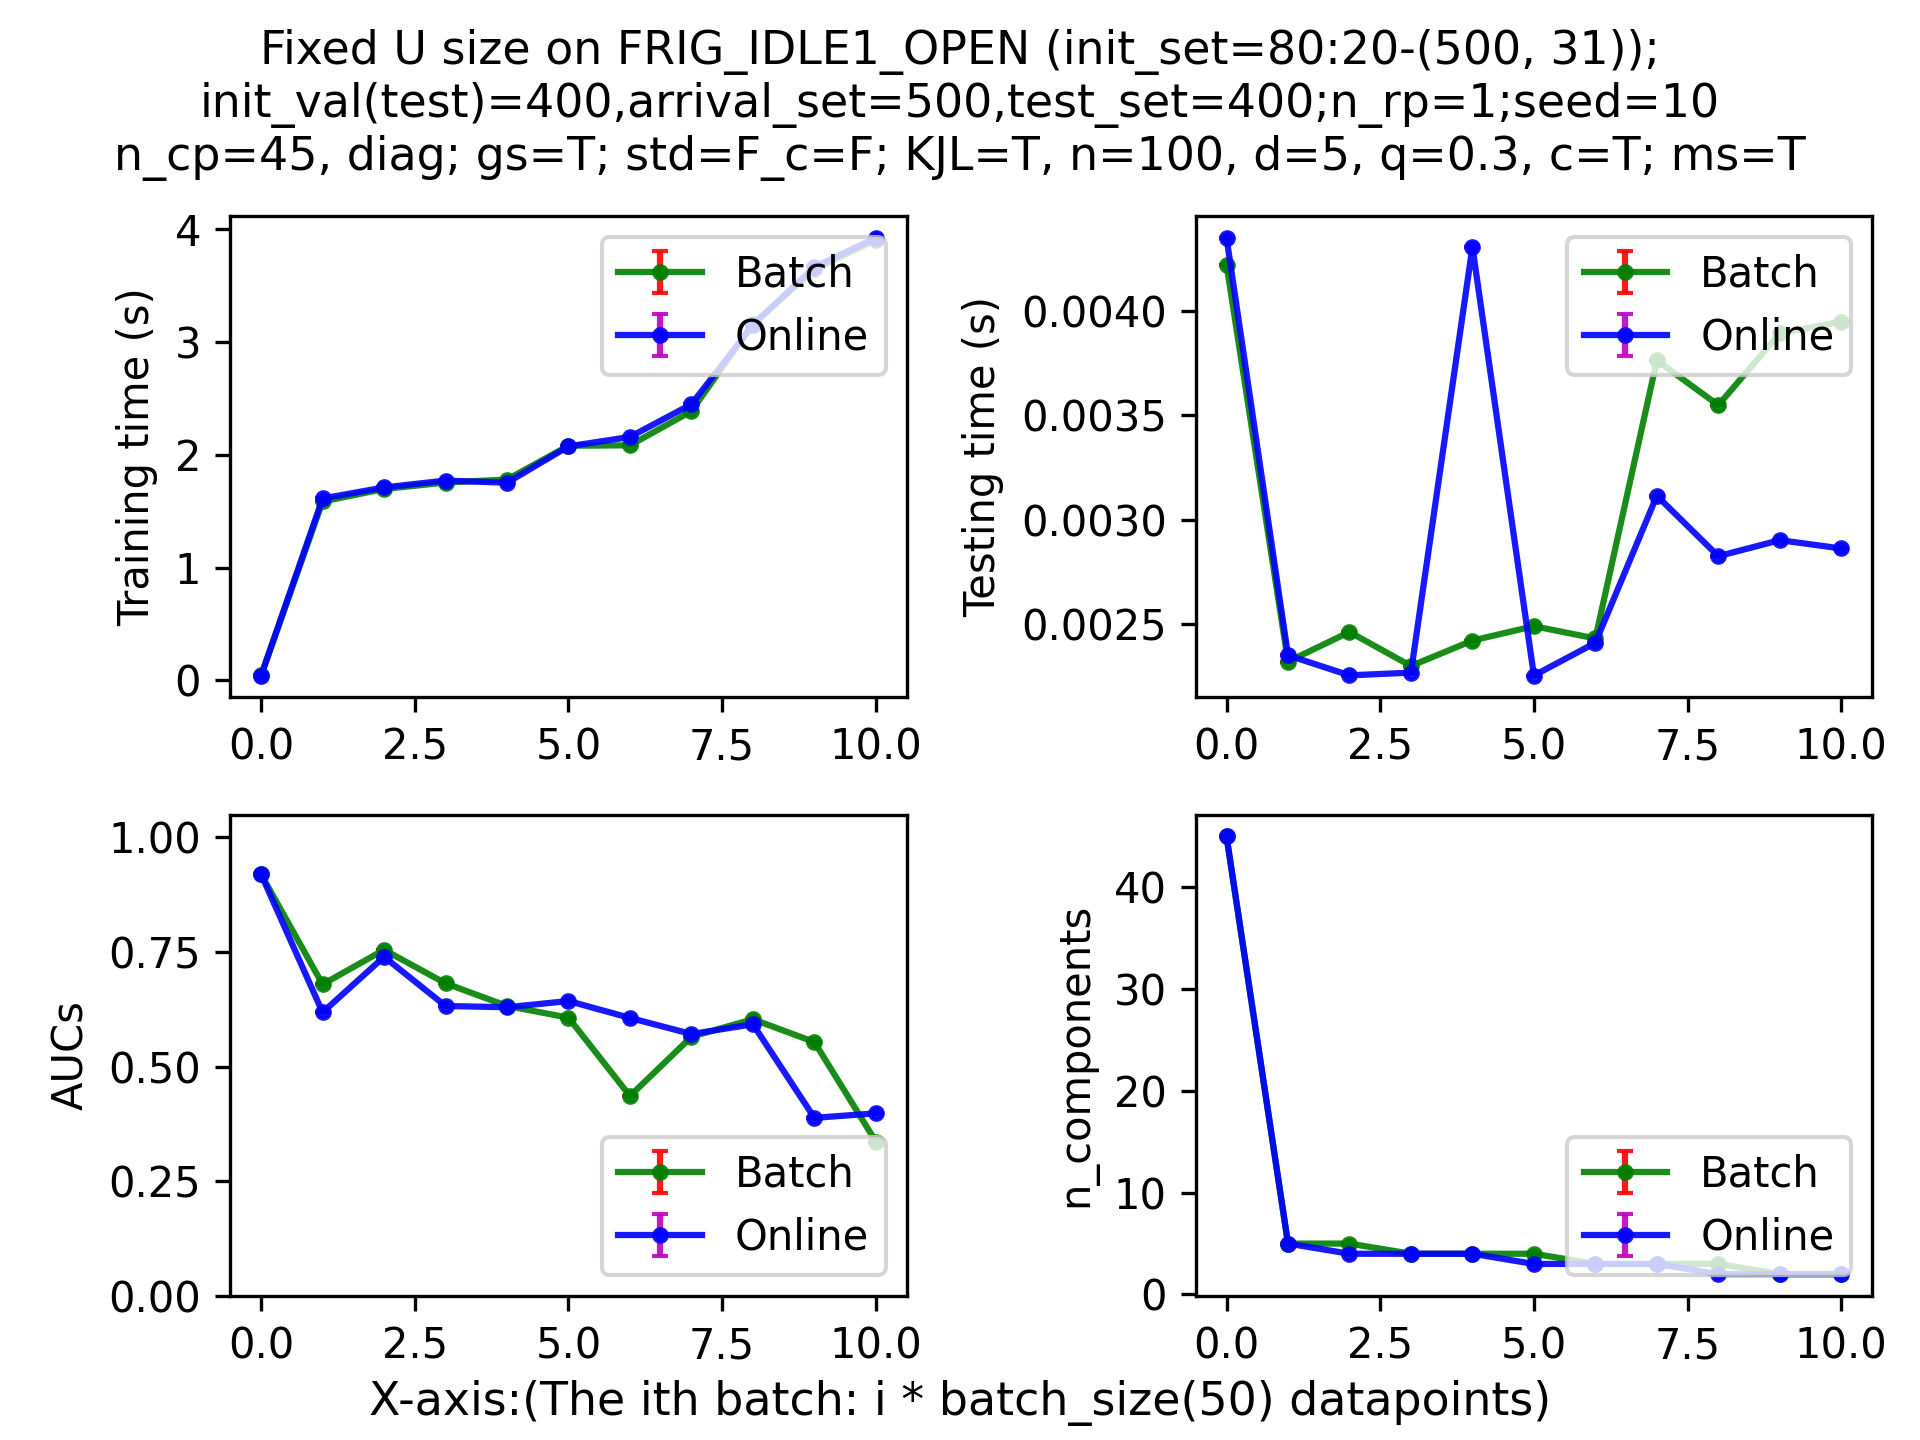 Fixed U size on FRIG_IDLE1_OPEN (init_set=80:20-(500, 31));
init_val(test)=400,arrival_set=500,test_set=400;n_rp=1;seed=10
n_cp=45, diag; gs=T; std=F_c=F; KJL=T, n=100, d=5, q=0.3, c=T; ms=T
Training time (s)
4
3
2
1
0
Batch
Online
0.0 2.5 5.0 7.5 10.0
Testing time (s)
0.0040
0.0035
0.0030
0.0025
Batch
Online
0.0 2.5 5.0 7.5 10.0
AUCs
1.00
0.75
0.50
0.25
0.00
Batch
Online
0.0 2.5 5.0 7.5 10.0
n_components
40
30
20
10
0
Batch
Online
0.0 2.5 5.0 7.5 10.0
X-axis:(The ith batch: i * batch_size(50) datapoints)